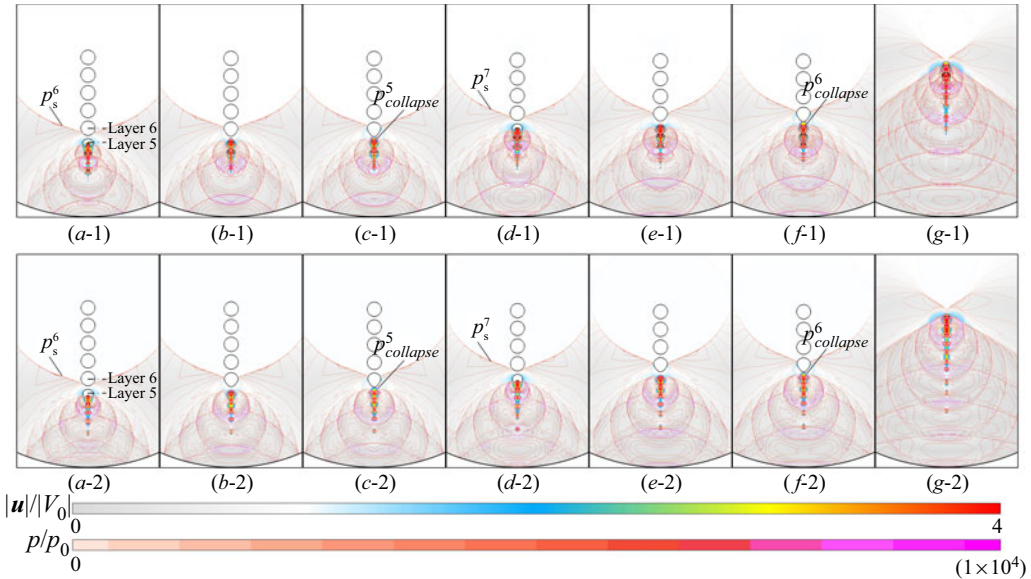 p_s^6
Layer 6
Layer 5
p_collapse^5
p_s^7
p_collapse^6
(a-1) (b-1) (c-1) (d-1) (e-1) (f-1) (g-1)
p_s^6
Layer 6
Layer 5
p_collapse^5
p_s^7
p_collapse^6
(a-2) (b-2) (c-2) (d-2) (e-2) (f-2) (g-2)
|u|/|V_0|
0 4
p/p_0
0 (1×10^4)